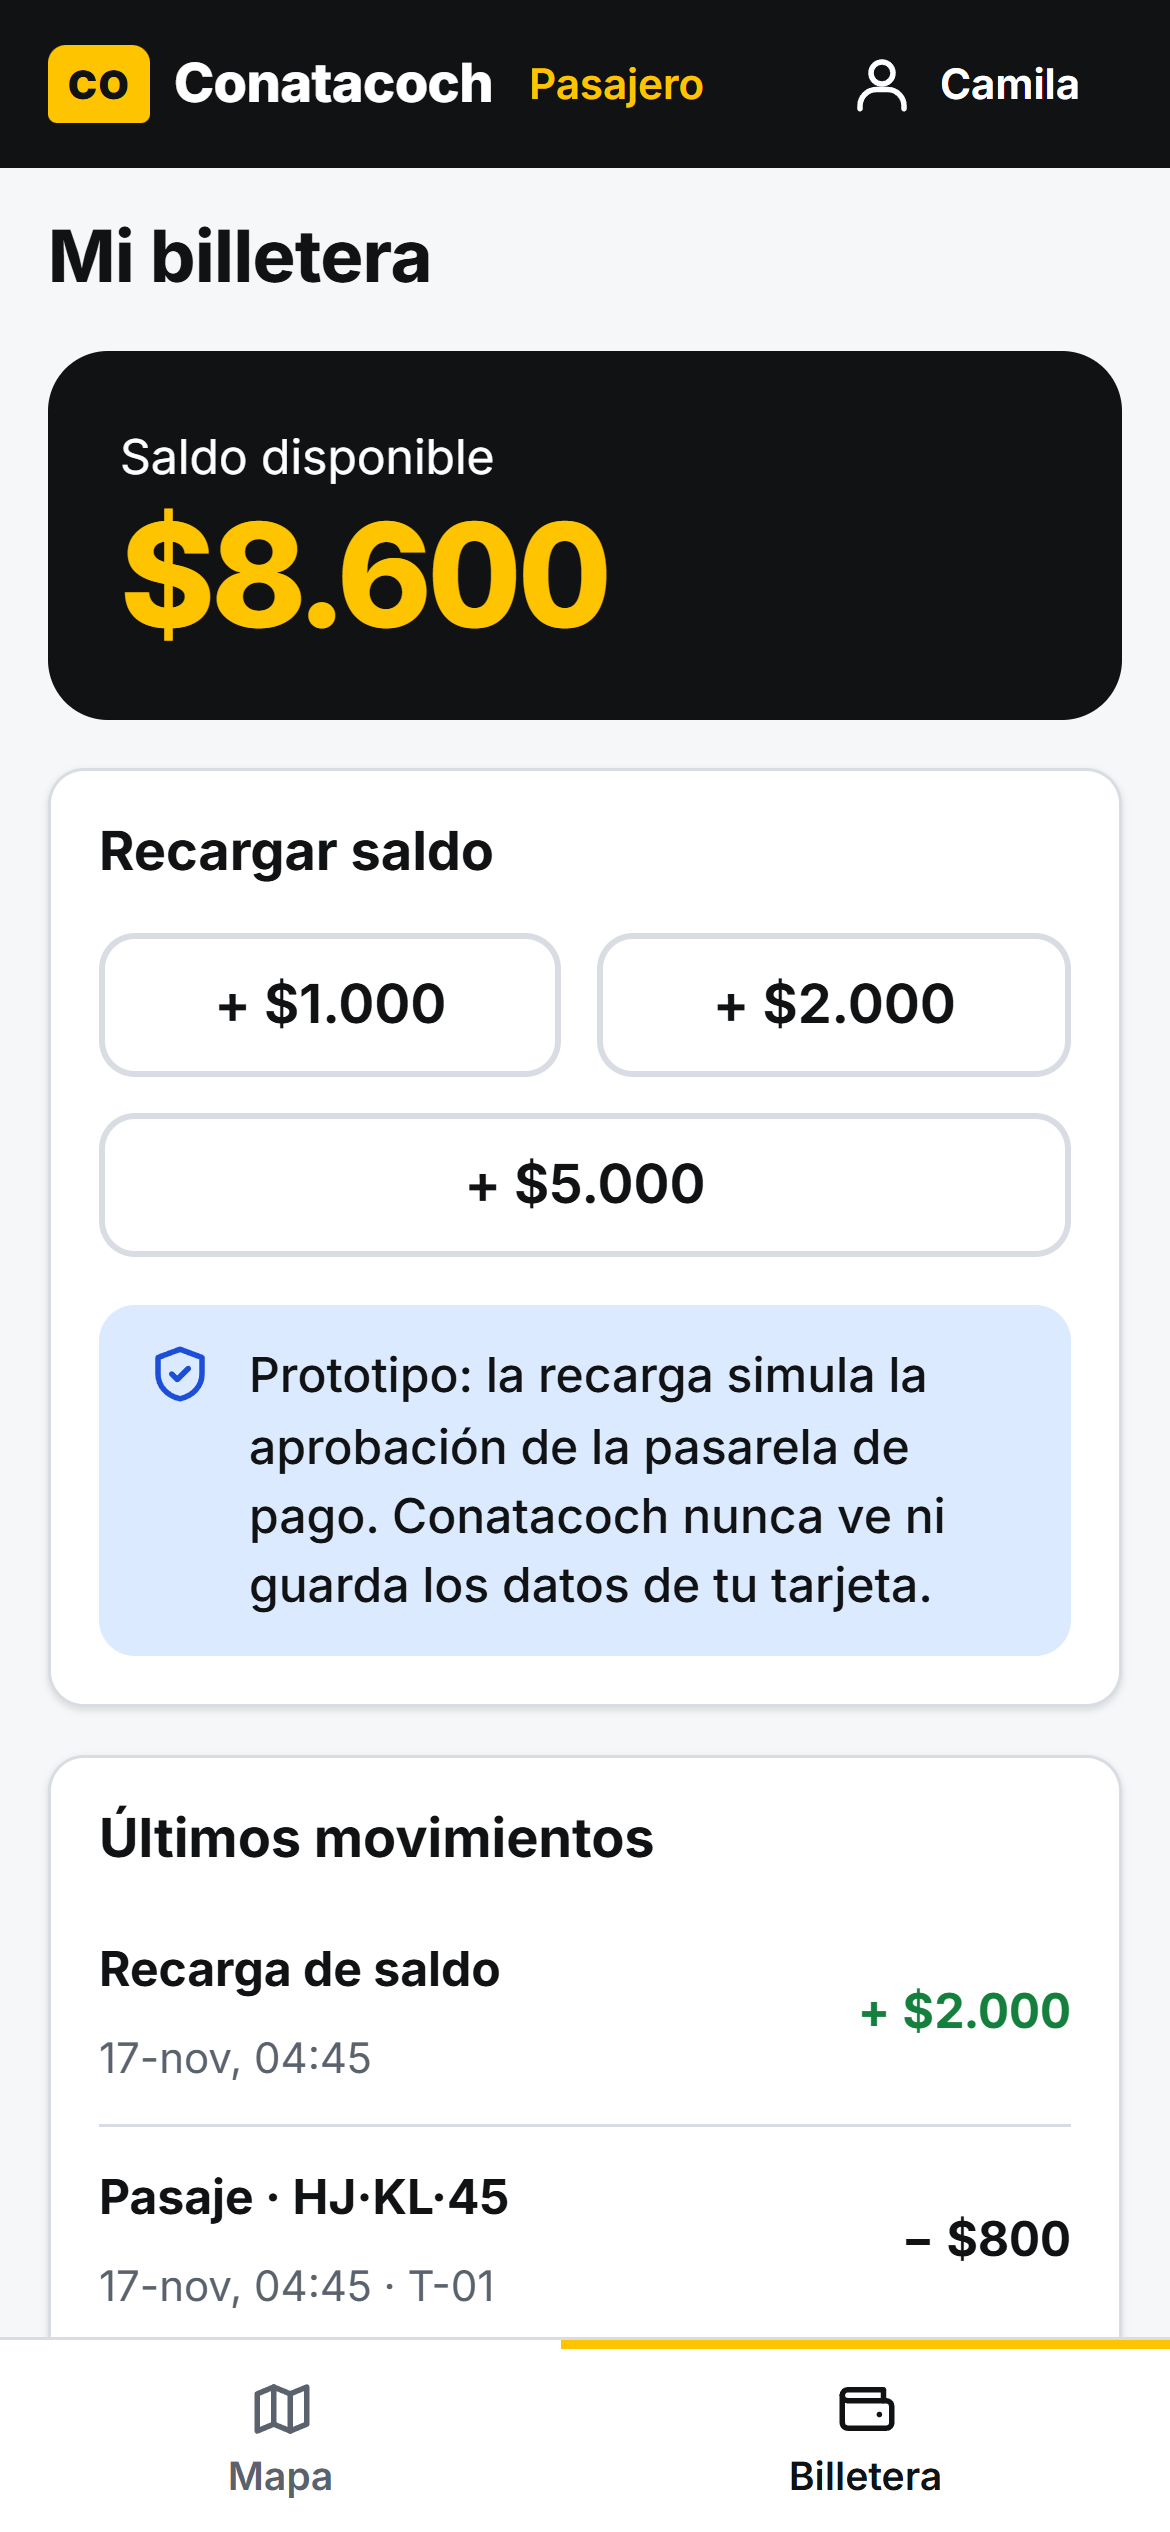 co Conatacoch Pasajero Camila
Mi billetera
Saldo disponible
$8.600
Recargar saldo
+ $1.000
+ $2.000
+ $5.000
Prototipo: la recarga simula la
aprobación de la pasarela de
pago. Conatacoch nunca ve ni
guarda los datos de tu tarjeta.
Últimos movimientos
Recarga de saldo
+ $2.000
17-nov, 04:45
Pasaje · HJ·KL·45
– $800
17-nov, 04:45 · T-01
Mapa
Billetera